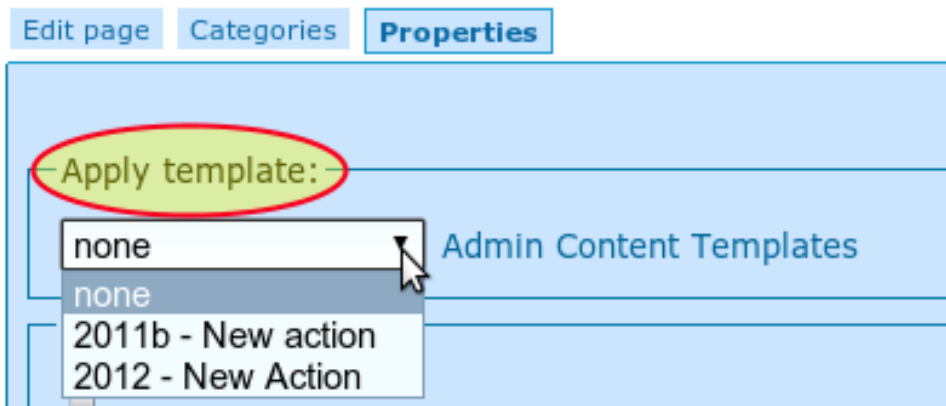 Edit page Categories Properties
Apply template:
none Admin Content Templates
none
2011b - New action
2012 - New Action